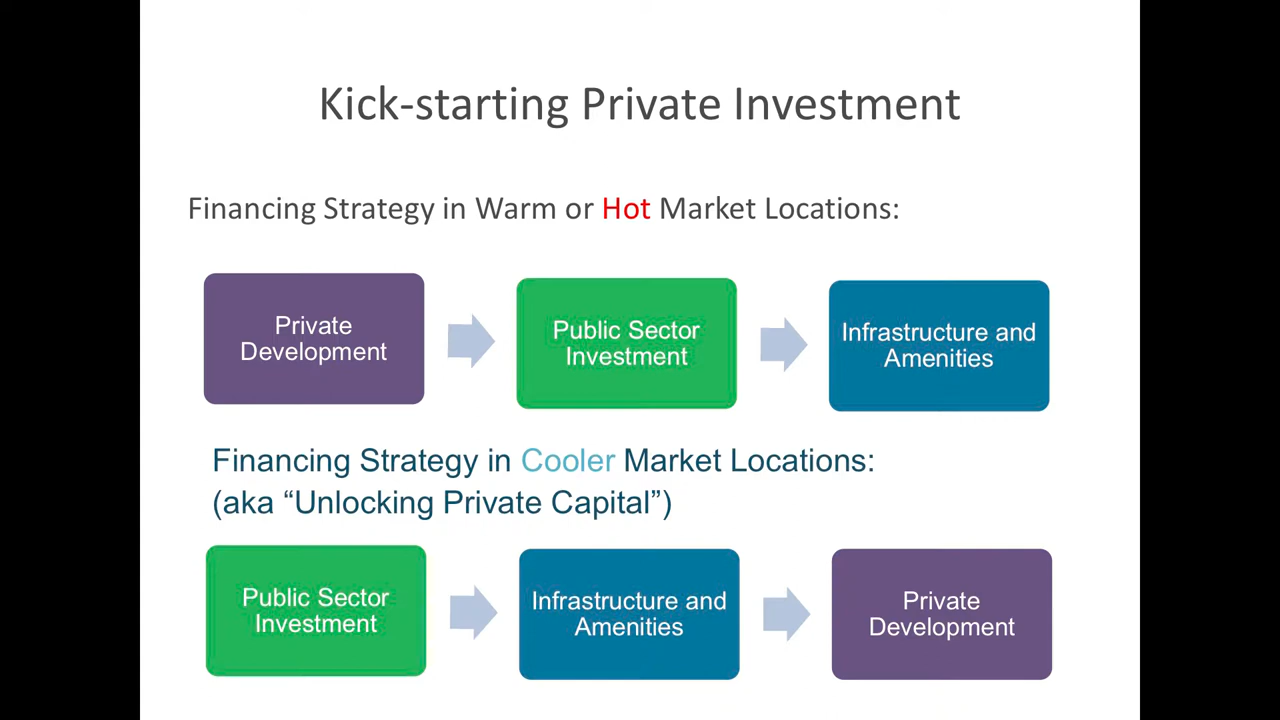 Kick-starting Private Investment
Financing Strategy in Warm or Hot Market Locations:
Private
Development
Public Sector
Investment
Infrastructure and
Amenities
Financing Strategy in Cooler Market Locations:
(aka “Unlocking Private Capital”)
Public Sector
Investment
Infrastructure and
Amenities
Private
Development